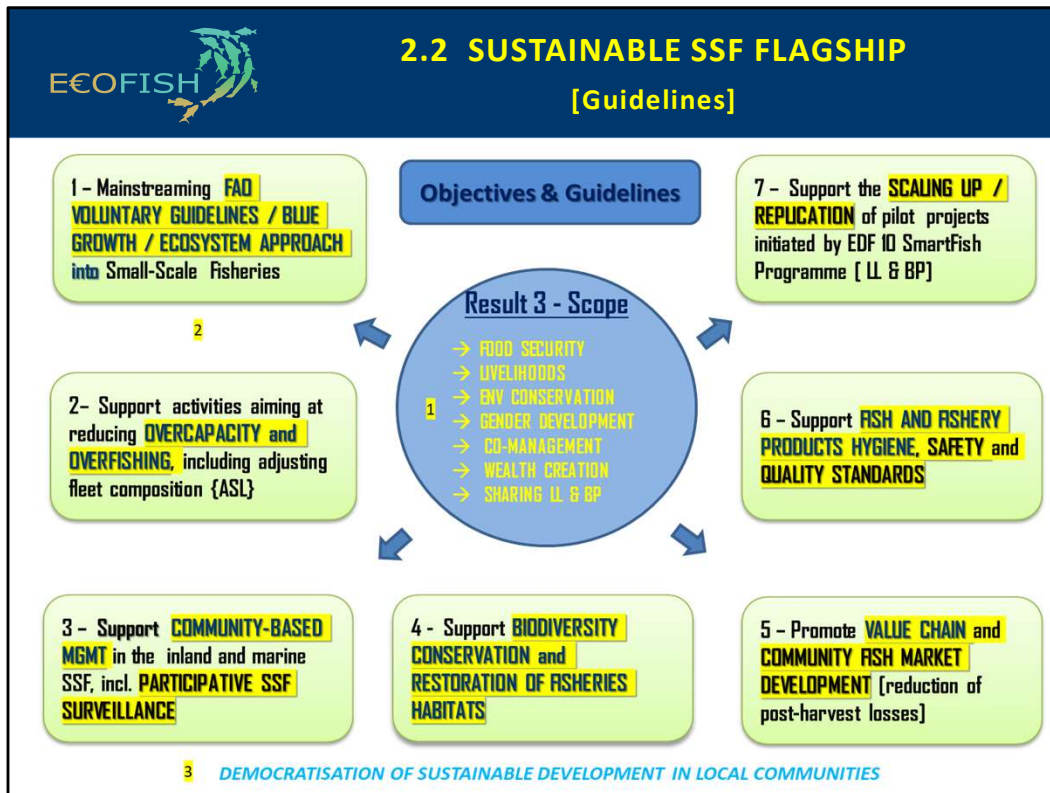 E€OFISH
2.2 SUSTAINABLE SSF FLAGSHIP
[Guidelines]
1 – Mainstreaming FAO
VOLUNTARY GUIDELINES / BLUE
GROWTH / ECOSYSTEM APPROACH
into Small-Scale Fisheries
Objectives & Guidelines
7 – Support the SCALING UP /
REPLICATION of pilot projects
initiated by EDF 10 SmartFish
Programme [ LL & BP]
2
Result 3 - Scope
→ FOOD SECURITY
→ LIVELIHOODS
→ ENV CONSERVATION
1
→ GENDER DEVELOPMENT
→ CO-MANAGEMENT
→ WEALTH CREATION
→ SHARING LL & BP
2– Support activities aiming at
reducing OVERCAPACITY and
OVERFISHING, including adjusting
fleet composition {ASL}
6 – Support FISH AND FISHERY
PRODUCTS HYGIENE, SAFETY and
QUALITY STANDARDS
3 – Support COMMUNITY-BASED
MGMT in the inland and marine
SSF, incl. PARTICIPATIVE SSF
SURVEILLANCE
4 - Support BIODIVERSITY
CONSERVATION and
RESTORATION OF FISHERIES
HABITATS
5 – Promote VALUE CHAIN and
COMMUNITY FISH MARKET
DEVELOPMENT [reduction of
post-harvest losses]
3
DEMOCRATISATION OF SUSTAINABLE DEVELOPMENT IN LOCAL COMMUNITIES